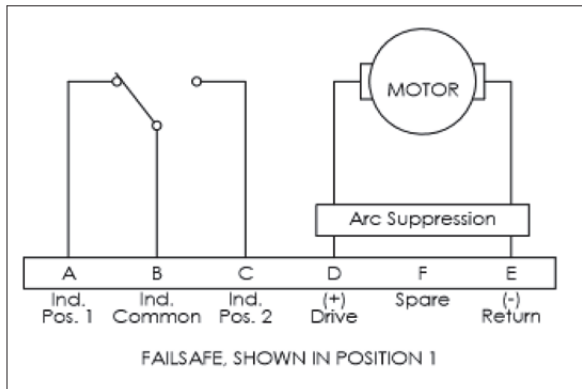 MOTOR
Arc Suppression
A B C D F E
Ind. Ind. Ind. (+) Spare (-)
Pos. 1 Common Pos. 2 Drive Return
FAILSAFE, SHOWN IN POSITION 1